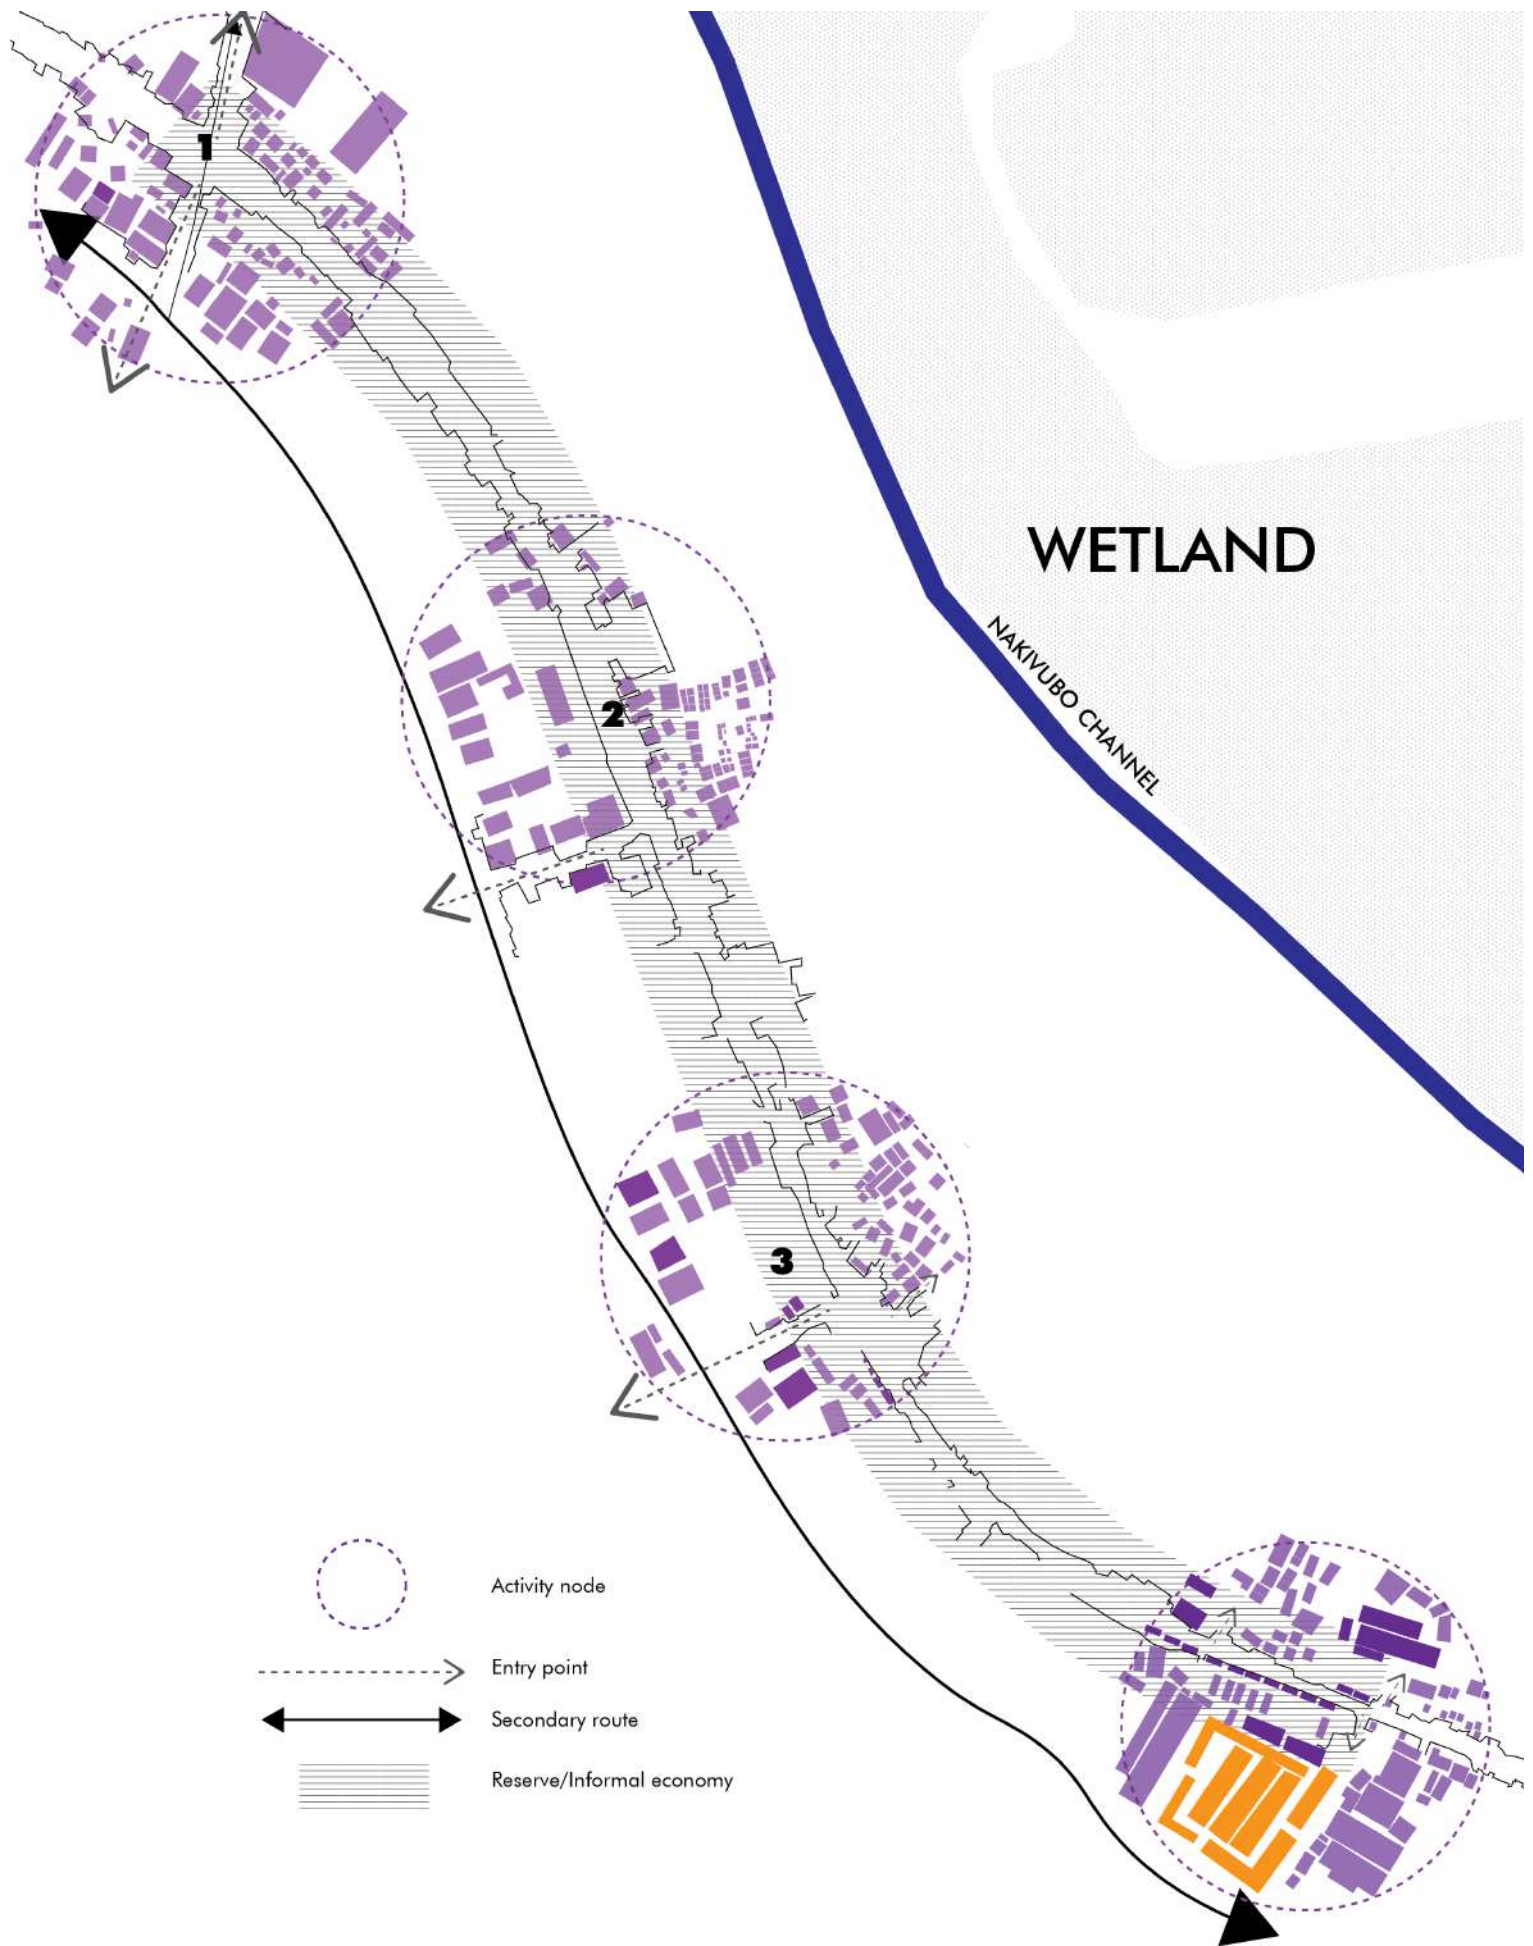 1
WETLAND
NAKIVUBO CHANNEL
2
3
Activity node
Entry point
Secondary route
Reserve/Informal economy